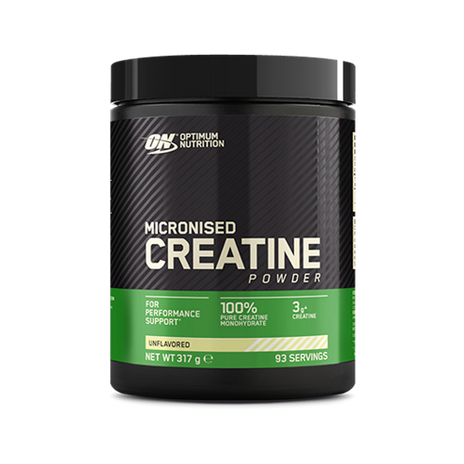 ON OPTIMUM
NUTRITION
MICRONISED
CREATINE
POWDER
FOR
PERFORMANCE
SUPPORT*
100%
PURE CREATINE
MONOHYDRATE
3g+
CREATINE
UNFLAVORED
NET WT 317 g ℮
93 SERVINGS